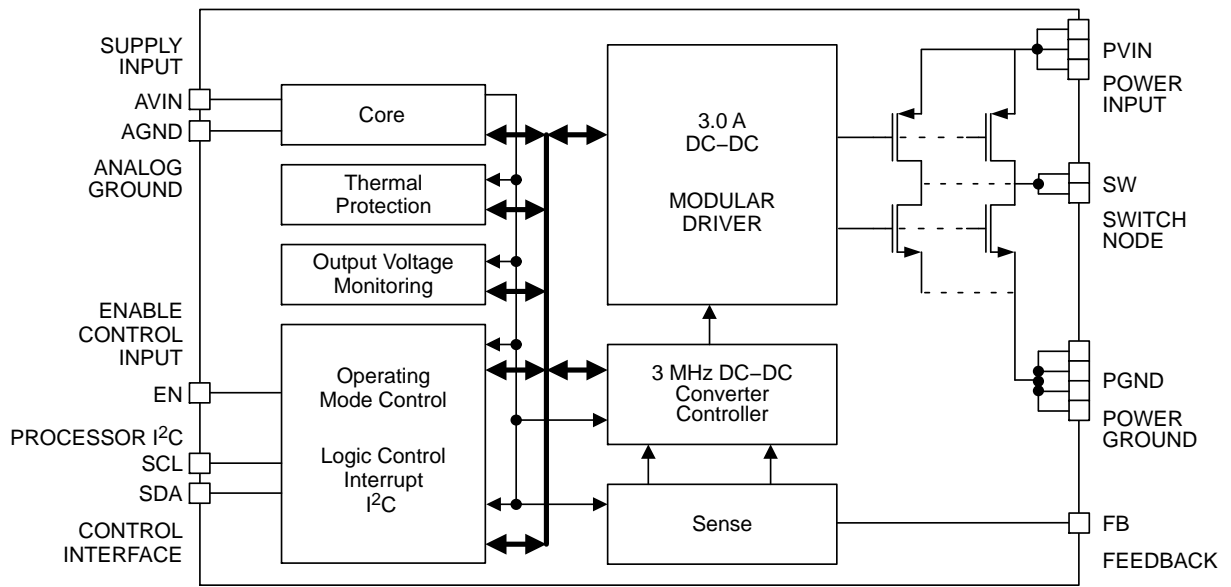 SUPPLY
INPUT
AVIN
AGND
ANALOG
GROUND
ENABLE
CONTROL
INPUT
EN
PROCESSOR I²C
SCL
SDA
CONTROL
INTERFACE
Core
Thermal
Protection
Output Voltage
Monitoring
Operating
Mode Control
Logic Control
Interrupt
I²C
3.0 A
DC−DC
MODULAR
DRIVER
3 MHz DC−DC
Converter
Controller
Sense
PVIN
POWER
INPUT
SW
SWITCH
NODE
PGND
POWER
GROUND
FB
FEEDBACK